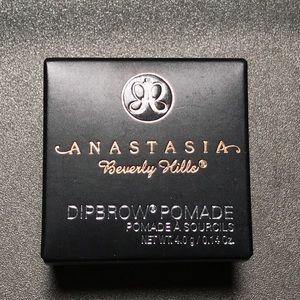 ANASTASIA
Beverly Hills®
DIPBROW® POMADE
POMADE À SOURCILS
NET WT. 4.0 g / 0.14 Oz.